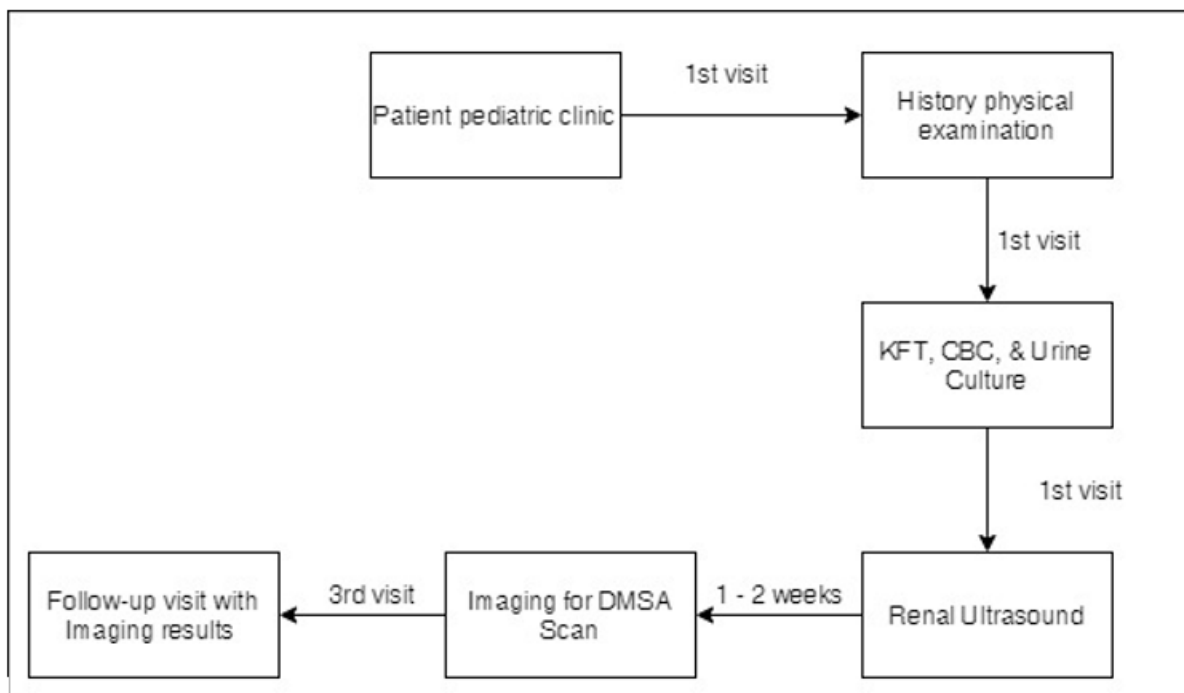 1st visit
Patient pediatric clinic
History physical
examination
1st visit
KFT, CBC, & Urine
Culture
1st visit
Renal Ultrasound
1 - 2 weeks
Imaging for DMSA
Scan
3rd visit
Follow-up visit with
Imaging results